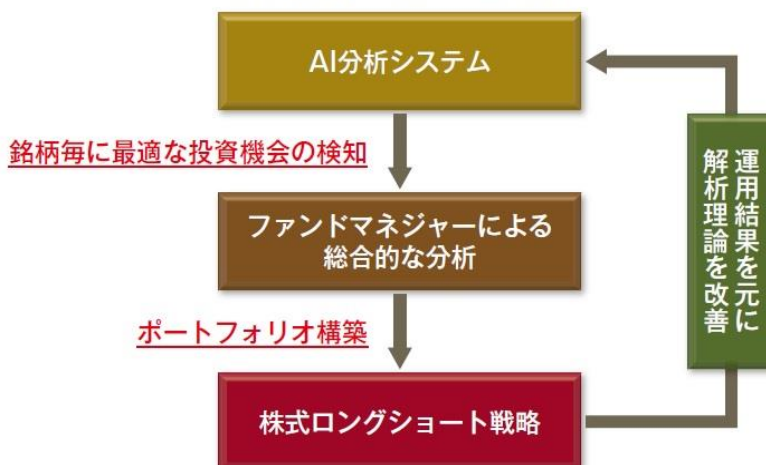 AI分析システム
銘柄毎に最適な投資機会の検知
ファンドマネジャーによる
総合的な分析
ポートフォリオ構築
株式ロングショート戦略
運用結果を元に
解析理論を改善